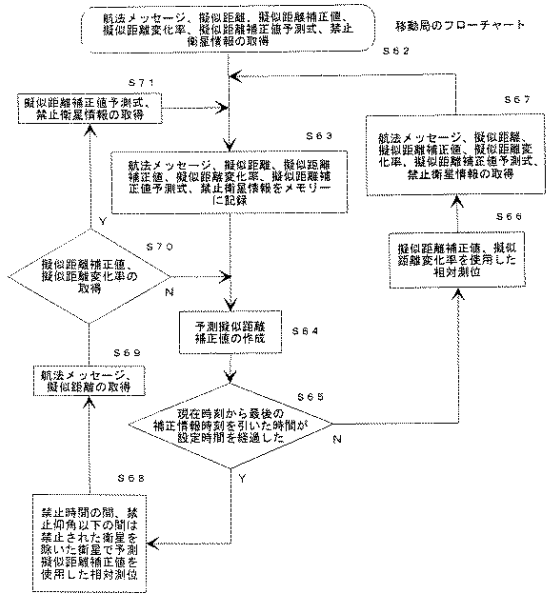 移動局のフローチャート
航法メッセージ、擬似距離、擬似距離補正値、
擬似距離変化率、擬似距離補正値予測式、禁止
衛星情報の取得
S62
S71
擬似距離補正値予測式、
禁止衛星情報の取得
S63
航法メッセージ、擬似距離、擬似距離
補正値、擬似距離変化率、擬似距離補
正値予測式、禁止衛星情報をメモリー
に記録
S67
航法メッセージ、擬似距離、
擬似距離補正値、擬似距離変
化率、擬似距離補正値予測式、
禁止衛星情報の取得
S66
擬似距離補正値、擬似
距離変化率を使用した
相対測位
Y
S70
擬似距離補正値、
擬似距離変化率の
取得
N
S64
予測擬似距離
補正値の作成
S69
航法メッセージ、
擬似距離の取得
S65
現在時刻から最後の
補正情報時刻を引いた時間が
設定時間を経過した
N
Y
S68
禁止時間の間、禁
止仰角以下の間は
禁止された衛星を
除いた衛星で予測
擬似距離補正値を
使用した相対測位